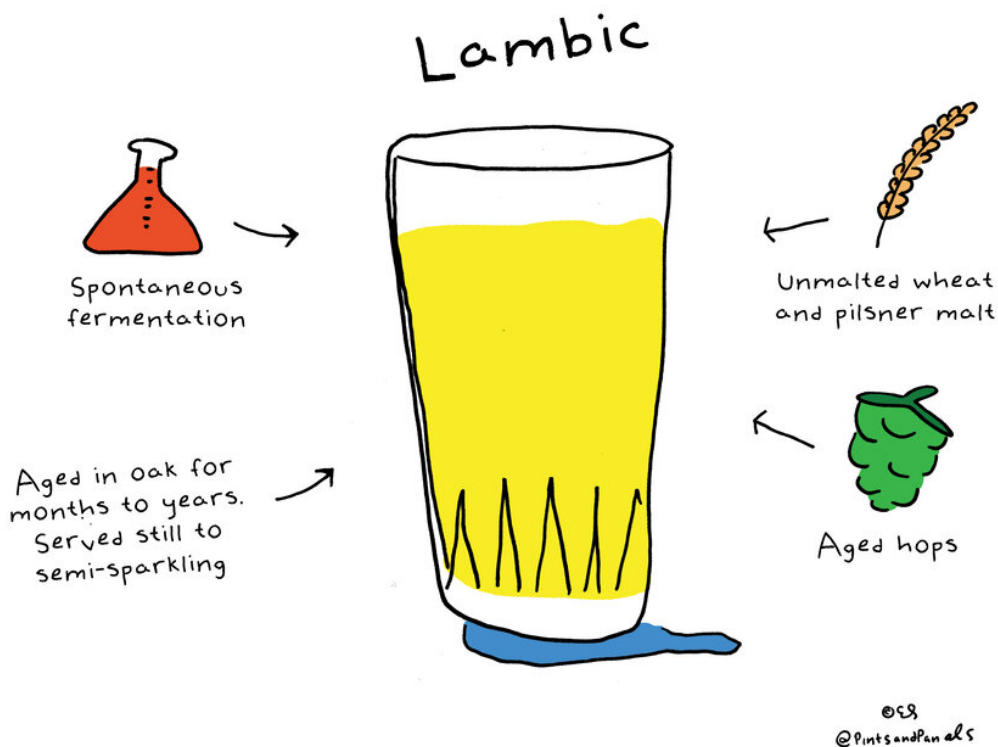 Lambic
Spontaneous
fermentation
Unmalted wheat
and pilsner malt
Aged in oak for
months to years.
Served still to
semi-sparkling
Aged hops
©ES
@PintsandPanels